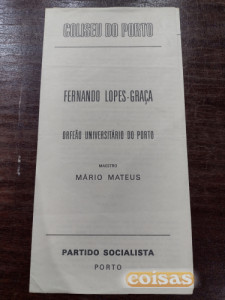 COLISEU DO PORTO
FERNANDO LOPES-GRAÇA
ORFEÃO UNIVERSITÁRIO DO PORTO
MAESTRO
MÁRIO MATEUS
PARTIDO SOCIALISTA
PORTO
coisas